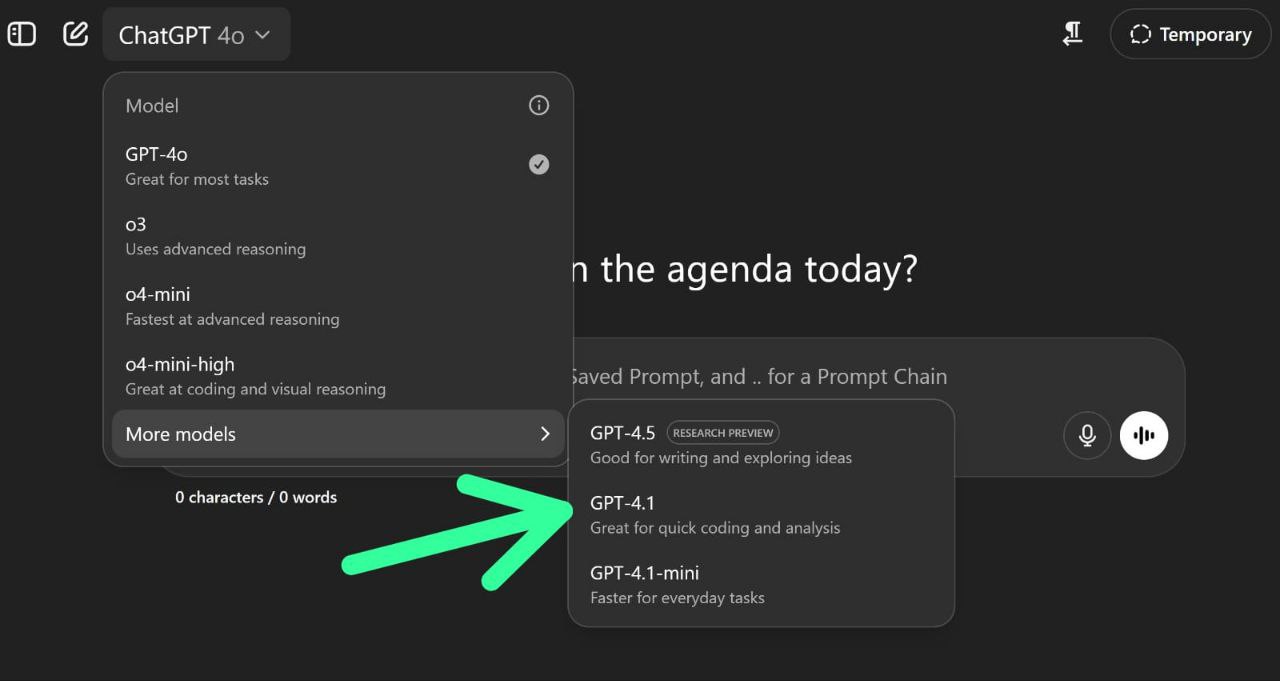 ChatGPT 4o
Temporary
Model
GPT-4o
Great for most tasks
o3
Uses advanced reasoning
o4-mini
Fastest at advanced reasoning
o4-mini-high
Great at coding and visual reasoning
More models
the agenda today?
Saved Prompt, and .. for a Prompt Chain
GPT-4.5 RESEARCH PREVIEW
Good for writing and exploring ideas
GPT-4.1
Great for quick coding and analysis
GPT-4.1-mini
Faster for everyday tasks
0 characters / 0 words